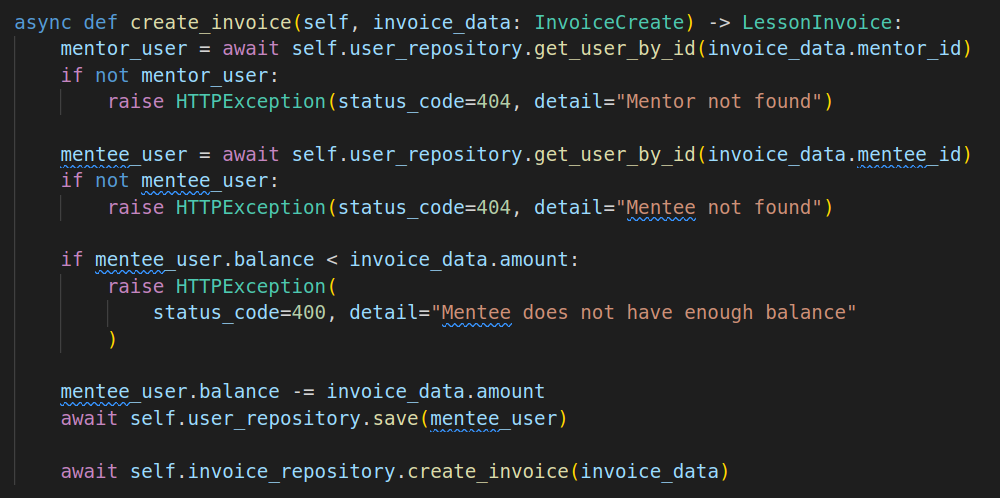 async def create_invoice(self, invoice_data: InvoiceCreate) -> LessonInvoice:
    mentor_user = await self.user_repository.get_user_by_id(invoice_data.mentor_id)
    if not mentor_user:
        raise HTTPException(status_code=404, detail="Mentor not found")

    mentee_user = await self.user_repository.get_user_by_id(invoice_data.mentee_id)
    if not mentee_user:
        raise HTTPException(status_code=404, detail="Mentee not found")

    if mentee_user.balance < invoice_data.amount:
        raise HTTPException(
            status_code=400, detail="Mentee does not have enough balance"
        )

    mentee_user.balance -= invoice_data.amount
    await self.user_repository.save(mentee_user)

    await self.invoice_repository.create_invoice(invoice_data)